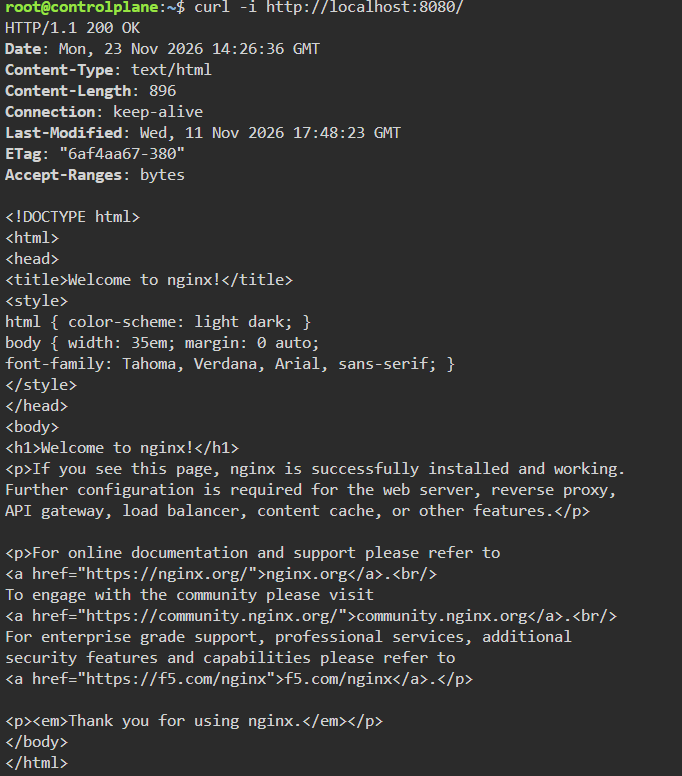 root@controlplane:~$ curl -i http://localhost:8080/
HTTP/1.1 200 OK
Date: Mon, 23 Nov 2026 14:26:36 GMT
Content-Type: text/html
Content-Length: 896
Connection: keep-alive
Last-Modified: Wed, 11 Nov 2026 17:48:23 GMT
ETag: "6af4aa67-380"
Accept-Ranges: bytes

<!DOCTYPE html>
<html>
<head>
<title>Welcome to nginx!</title>
<style>
html { color-scheme: light dark; }
body { width: 35em; margin: 0 auto;
font-family: Tahoma, Verdana, Arial, sans-serif; }
</style>
</head>
<body>
<h1>Welcome to nginx!</h1>
<p>If you see this page, nginx is successfully installed and working.
Further configuration is required for the web server, reverse proxy,
API gateway, load balancer, content cache, or other features.</p>

<p>For online documentation and support please refer to
<a href="https://nginx.org/">nginx.org</a>.<br/>
To engage with the community please visit
<a href="https://community.nginx.org/">community.nginx.org</a>.<br/>
For enterprise grade support, professional services, additional
security features and capabilities please refer to
<a href="https://f5.com/nginx">f5.com/nginx</a>.</p>

<p><em>Thank you for using nginx.</em></p>
</body>
</html>